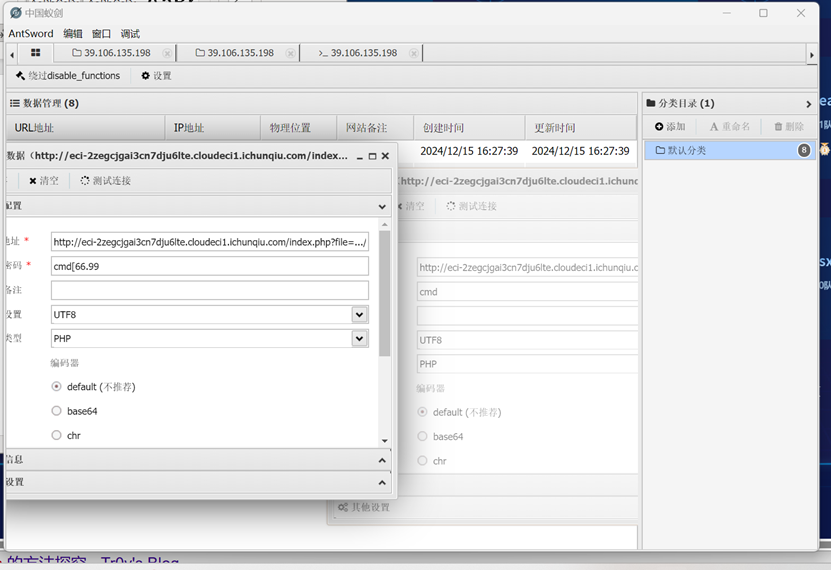 中国蚁剑
AntSword 编辑 窗口 调试
39.106.135.198 39.106.135.198 >_ 39.106.135.198
绕过disable_functions 设置
数据管理 (8)
URL地址 IP地址 物理位置 网站备注 创建时间 更新时间
2024/12/15 16:27:39 2024/12/15 16:27:39
分类目录 (1)
添加 重命名 删除
默认分类 8
数据（http://eci-2zegcjgai3cn7dju6lte.cloudeci1.ichunqiu.com/index...
清空 测试连接
配置
地址 * http://eci-2zegcjgai3cn7dju6lte.cloudeci1.ichunqiu.com/index.php?file=.../
密码 * cmd[66.99
备注
设置 UTF8
类型 PHP
编码器
default (不推荐)
base64
chr
信息
设置
http://eci-2zegcjgai3cn7dju6lte.cloudeci1.ichunq
清空 测试连接
http://eci-2zegcjgai3cn7dju6lte.cloudeci1.ichunqiu.c
cmd
UTF8
PHP
编码器
default (不推荐)
base64
chr
其他设置
的方法探究
Tr0y's Blog